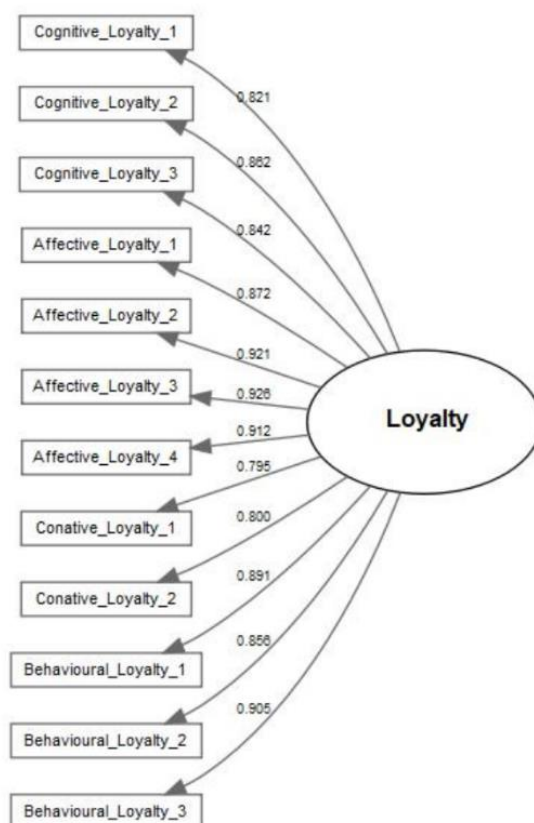 Cognitive_Loyalty_1
0.821
Cognitive_Loyalty_2
0.862
Cognitive_Loyalty_3
0.842
Affective_Loyalty_1
0.872
Affective_Loyalty_2
0.921
Affective_Loyalty_3
0.926
Loyalty
Affective_Loyalty_4
0.912
Conative_Loyalty_1
0.795
Conative_Loyalty_2
0.800
Behavioural_Loyalty_1
0.891
Behavioural_Loyalty_2
0.856
Behavioural_Loyalty_3
0.905